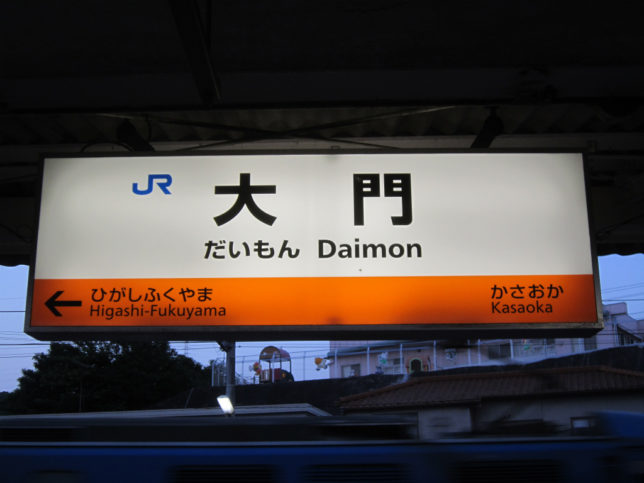 JR 大門
だいもん Daimon
← ひがしふくやま かさおか
Higashi-Fukuyama Kasaoka